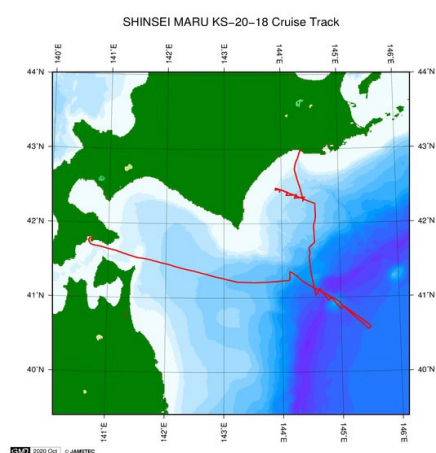 SHINSEI MARU KS−20−18 Cruise Track
140˚E 141˚E 142˚E 143˚E 144˚E 145˚E 146˚E
44˚N 44˚N
43˚N 43˚N
42˚N 42˚N
41˚N 41˚N
40˚N 40˚N
141˚E 142˚E 143˚E 144˚E 145˚E 146˚E
GMD 2020 Oct © JAMSTEC